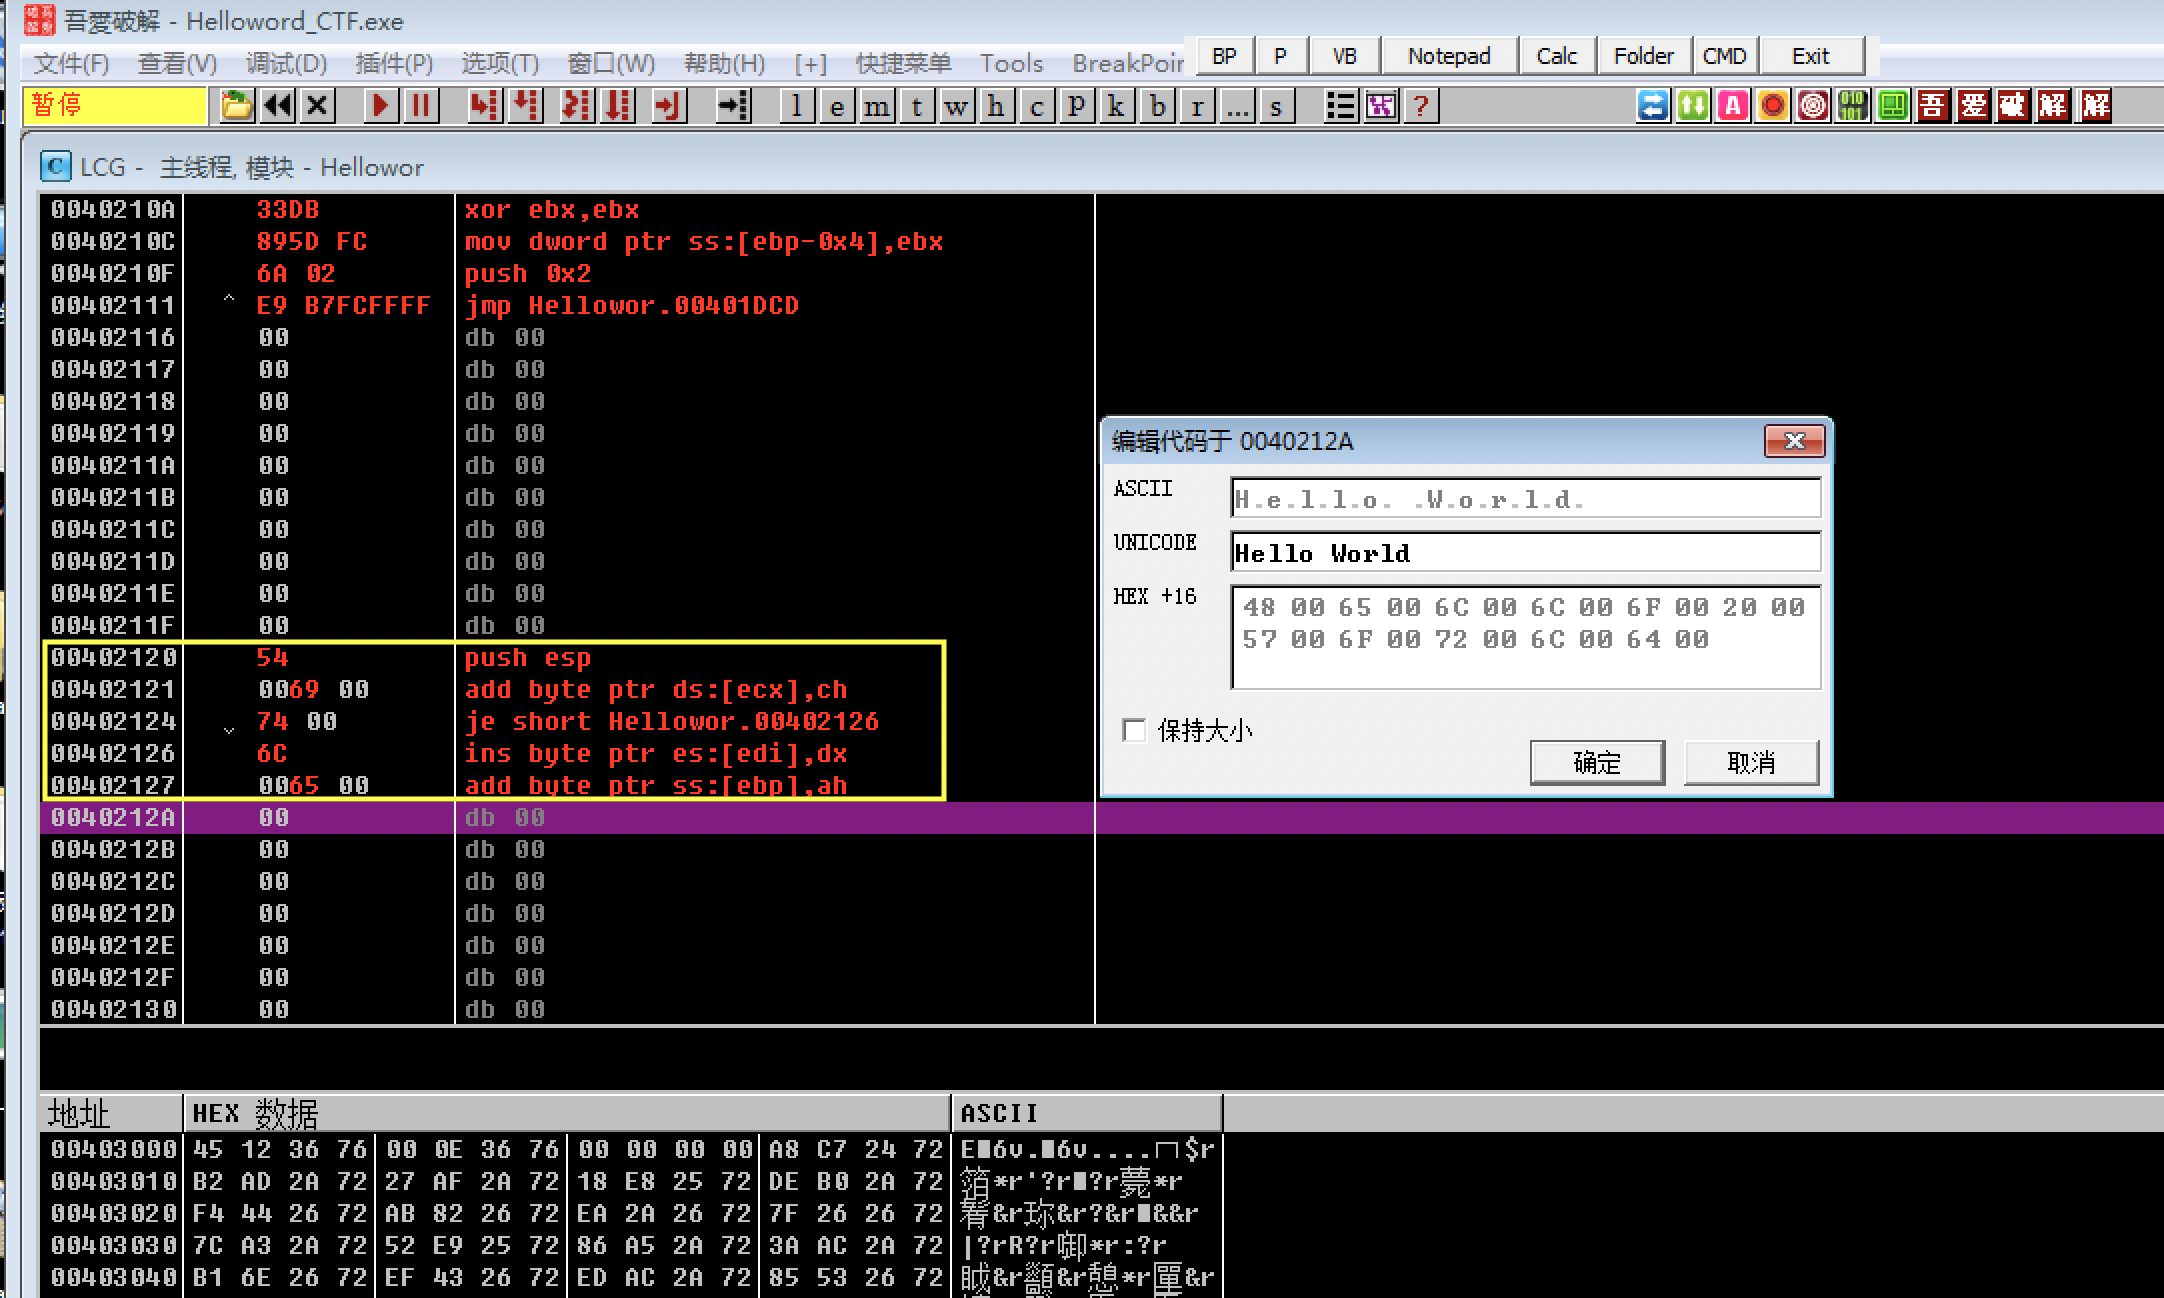 吾爱破解 - Helloword_CTF.exe
文件(F) 查看(V) 调试(D) 插件(P) 选项(T) 窗口(W) 帮助(H) [+] 快捷菜单 Tools BreakPoin BP P VB Notepad Calc Folder CMD Exit
暂停 l e m t w h c P k b r ... s ? A 010 101 吾 爱 破 解 解
C LCG - 主线程, 模块 - Hellowor
0040210A 33DB xor ebx,ebx
0040210C 895D FC mov dword ptr ss:[ebp-0x4],ebx
0040210F 6A 02 push 0x2
00402111 ^ E9 B7FCFFFF jmp Hellowor.00401DCD
00402116 00 db 00
00402117 00 db 00
00402118 00 db 00
00402119 00 db 00
0040211A 00 db 00
0040211B 00 db 00
0040211C 00 db 00
0040211D 00 db 00
0040211E 00 db 00
0040211F 00 db 00
00402120 54 push esp
00402121 0069 00 add byte ptr ds:[ecx],ch
00402124 74 00 je short Hellowor.00402126
00402126 6C ins byte ptr es:[edi],dx
00402127 0065 00 add byte ptr ss:[ebp],ah
0040212A 00 db 00
0040212B 00 db 00
0040212C 00 db 00
0040212D 00 db 00
0040212E 00 db 00
0040212F 00 db 00
00402130 00 db 00
编辑代码于 0040212A
ASCII H.e.l.l.o. .W.o.r.l.d.
UNICODE Hello World
HEX +16 48 00 65 00 6C 00 6C 00 6F 00 20 00
57 00 6F 00 72 00 6C 00 64 00
保持大小
确定 取消
地址 HEX 数据 ASCII
00403000 45 12 36 76 00 0E 36 76 00 00 00 00 A8 C7 24 72 E■6v.■6v....$r
00403010 B2 AD 2A 72 27 AF 2A 72 18 E8 25 72 DE B0 2A 72 *r'?r■?r薨*r
00403020 F4 44 26 72 AB 82 26 72 EA 2A 26 72 7F 26 26 72 &r珎&r?&r■&&r
00403030 7C A3 2A 72 52 E9 25 72 86 A5 2A 72 3A AC 2A 72 |?rR?r啣*r:?r
00403040 B1 6E 26 72 EF 43 26 72 ED AC 2A 72 85 53 26 72 &r&r憩*r匰&r